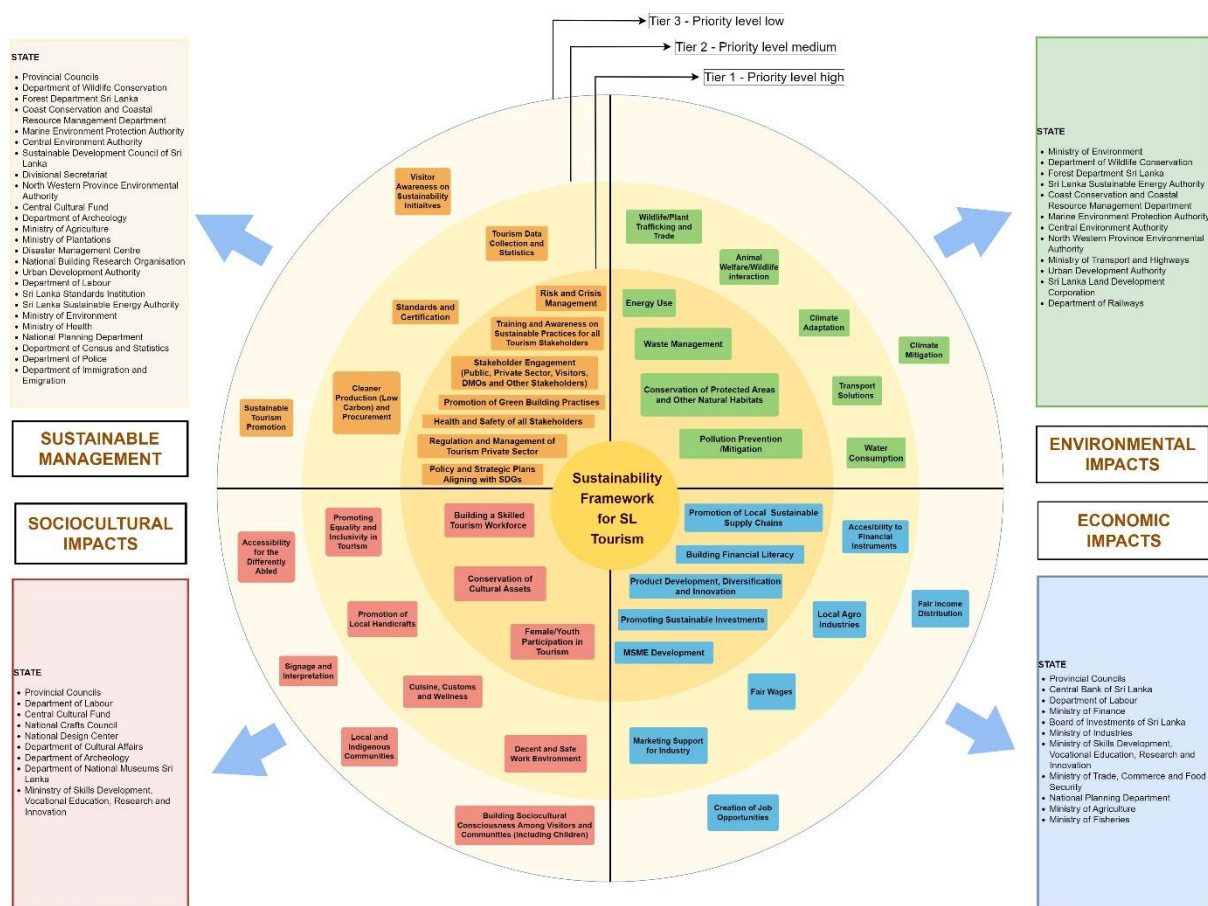 Tier 3 - Priority level low
Tier 2 - Priority level medium
Tier 1 - Priority level high
STATE
Provincial Councils
Department of Wildlife Conservation
Forest Department Sri Lanka
Coast Conservation and Coastal
Resource Management Department
Marine Environment Protection Authority
Central Environment Authority
Sustainable Development Council of Sri
Lanka
Divisional Secretariat
North Western Province Environmental
Authority
Central Cultural Fund
Department of Archeology
Ministry of Agriculture
Ministry of Plantations
Disaster Management Centre
National Building Research Organisation
Urban Development Authority
Department of Labour
Sri Lanka Standards Institution
Sri Lanka Sustainable Energy Authority
Ministry of Environment
Ministry of Health
National Planning Department
Department of Census and Statistics
Department of Police
Department of Immigration and
Emigration
SUSTAINABLE
MANAGEMENT
Visitor
Awareness on
Sustainability
Initiaitves
Tourism Data
Collection and
Statistics
Risk and Crisis
Management
Standards and
Certification
Training and Awareness on
Sustainable Practices for all
Tourism Stakeholders
Stakeholder Engagement
(Public, Private Sector, Visitors,
DMOs and Other Stakeholders)
Cleaner
Production (Low
Carbon) and
Procurement
Promotion of Green Building Practises
Sustainable
Tourism
Promotion
Health and Safety of all Stakeholders
Regulation and Management of
Tourism Private Sector
Policy and Strategic Plans
Aligning with SDGs
Wildlife/Plant
Trafficking and
Trade
Animal
Welfare/Wildlife
interaction
Energy Use
Climate
Adaptation
Waste Management
Climate
Mitigation
Conservation of Protected Areas
and Other Natural Habitats
Transport
Solutions
Pollution Prevention
/Mitigation
Water
Consumption
STATE
Ministry of Environment
Department of Wildlife Conservation
Forest Department Sri Lanka
Sri Lanka Sustainable Energy Authority
Coast Conservation and Coastal
Resource Management Department
Marine Environment Protection Authority
Central Environment Authority
North Western Province Environmental
Authority
Ministry of Transport and Highways
Urban Development Authority
Sri Lanka Land Development
Corporation
Department of Railways
ENVIRONMENTAL
IMPACTS
Sustainability
Framework
for SL
Tourism
SOCIOCULTURAL
IMPACTS
STATE
Provincial Councils
Department of Labour
Central Cultural Fund
National Crafts Council
National Design Center
Department of Cultural Affairs
Department of Archeology
Department of National Museums Sri
Lanka
Mininstry of Skills Development,
Vocational Education, Research and
Innovation
Building a Skilled
Tourism Workforce
Promoting
Equality and
Inclusivity in
Tourism
Accessibility
for the
Differently
Abled
Conservation of
Cultural Assets
Promotion of
Local Handicrafts
Female/Youth
Participation in
Tourism
Signage and
Interpretation
Cuisine, Customs
and Wellness
Local and
Indigenous
Communities
Decent and Safe
Work Environment
Building Sociocultural
Consciousness Among Visitors and
Communities (Including Children)
Promotion of Local Sustainable
Supply Chains
Accesibility to
Financial
Instruments
Building Financial Literacy
Product Development, Diversification
and Innovation
Fair Income
Distribution
Local Agro
Industries
Promoting Sustainable Investments
MSME Development
Fair Wages
Marketing Support
for Industry
Creation of Job
Opportunities
ECONOMIC
IMPACTS
STATE
Provincial Councils
Central Bank of Sri Lanka
Department of Labour
Ministry of Finance
Board of Investments of Sri Lanka
Ministry of Industries
Ministry of Skills Development,
Vocational Education, Research and
Innovation
Ministry of Trade, Commerce and Food
Security
National Planning Department
Ministry of Agriculture
Ministry of Fisheries